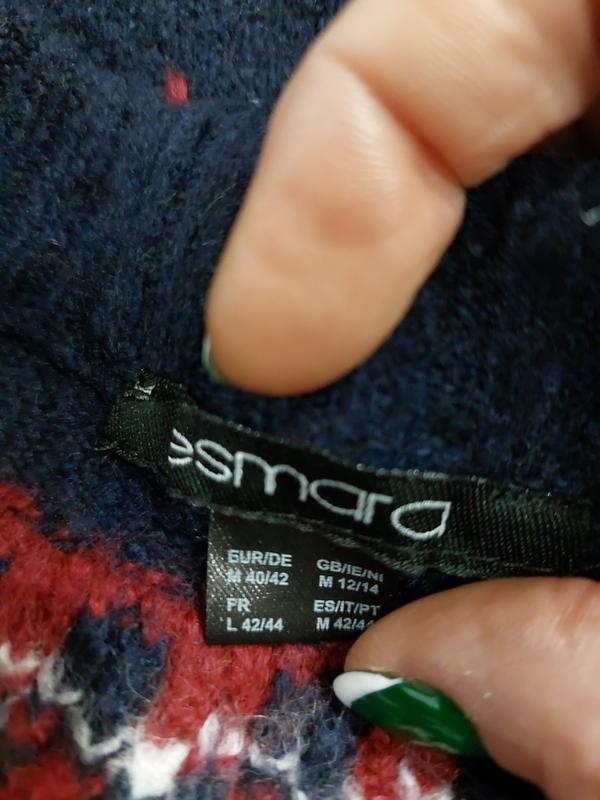 esmara
EUR/DE GB/IE/NI
M 40/42 M 12/14
FR ES/IT/PT
L 42/44 M 42/44